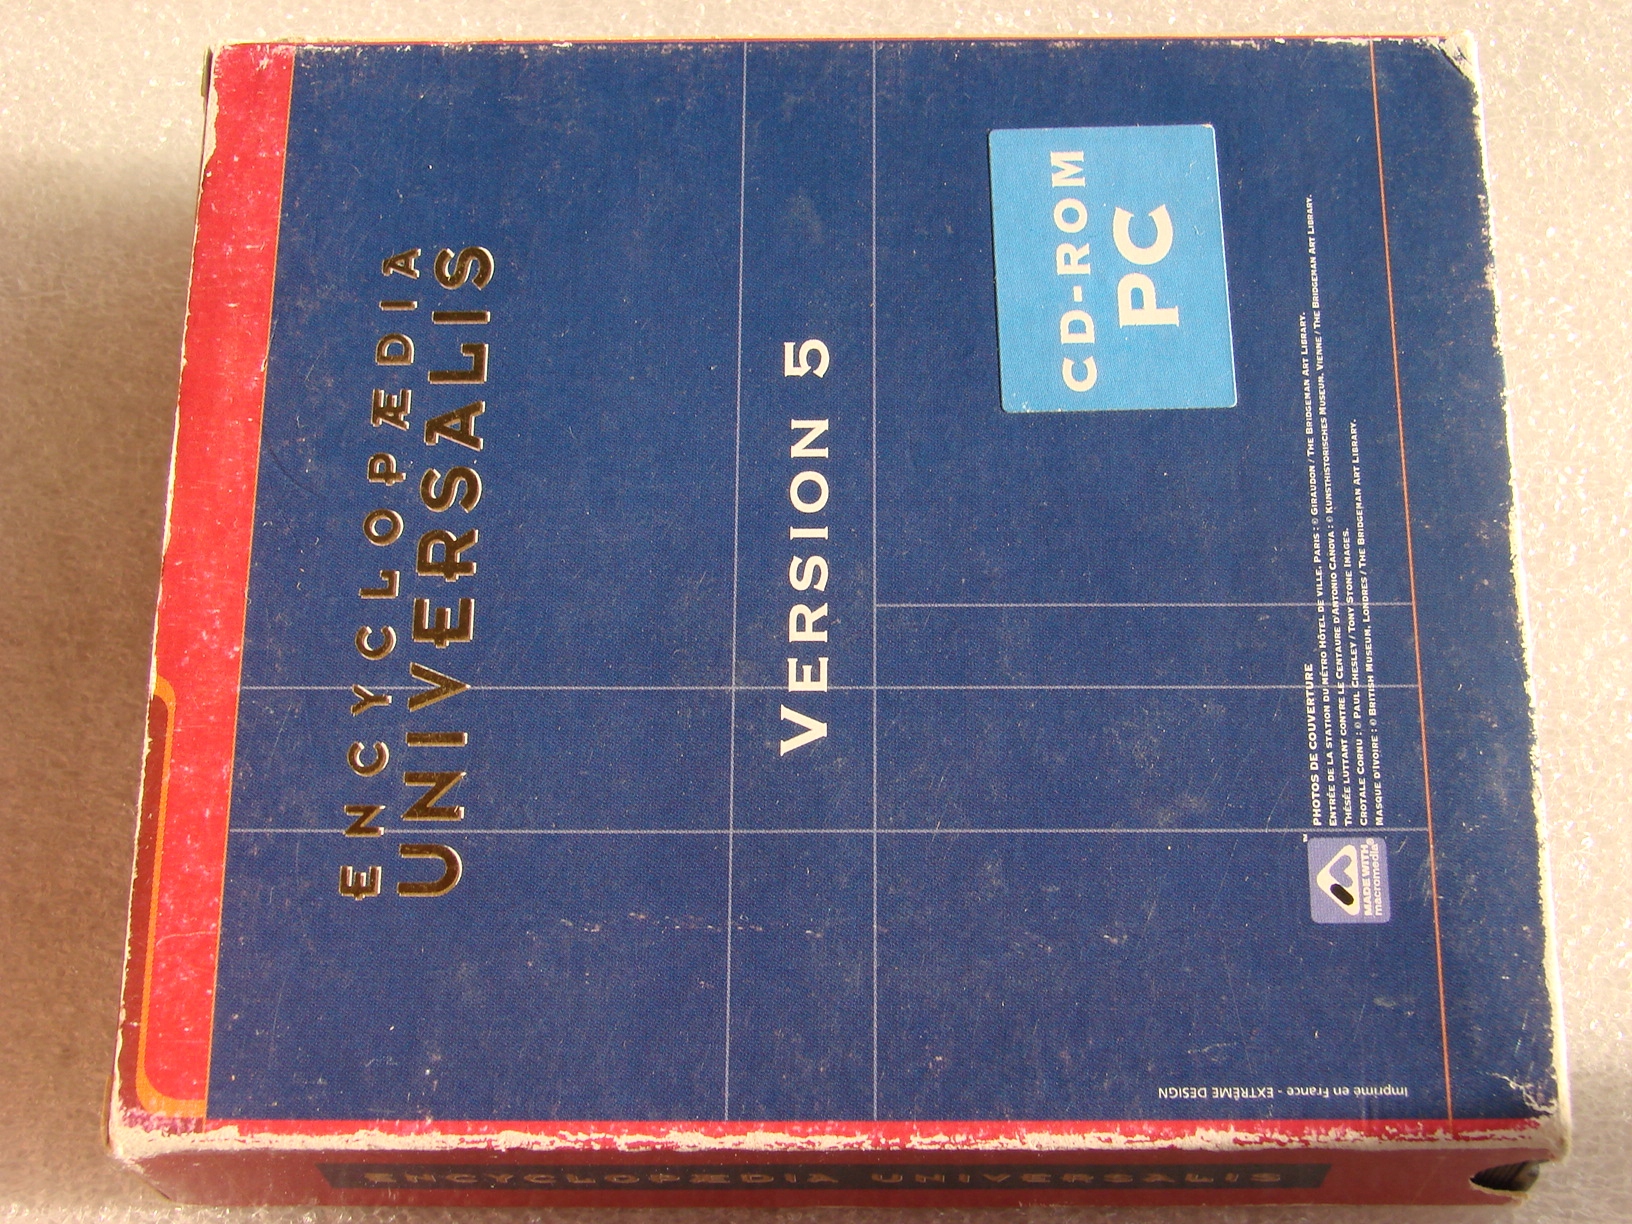 ENCYCLOPÆDIA
UNIVERSALIS
VERSION 5
CD-ROM
PC
PHOTOS DE COUVERTURE
ENTRÉE DE LA STATION DU MÉTRO HÔTEL DE VILLE, PARIS : © GIRAUDON / THE BRIDGEMAN ART LIBRARY.
THÉSÉE LUTTANT CONTRE LE CENTAURE D'ANTONIO CANOVA : © KUNSTHISTORISCHES MUSEUM, VIENNE / THE BRIDGEMAN ART LIBRARY.
CROTALE CORNU : © PAUL CHESLEY / TONY STONE IMAGES.
MASQUE D'IVOIRE : © BRITISH MUSEUM, LONDRES / THE BRIDGEMAN ART LIBRARY.
™
MADE WITH
macromedia®
Imprimé en France - EXTRÊME DESIGN
ENCYCLOPÆDIA UNIVERSALIS